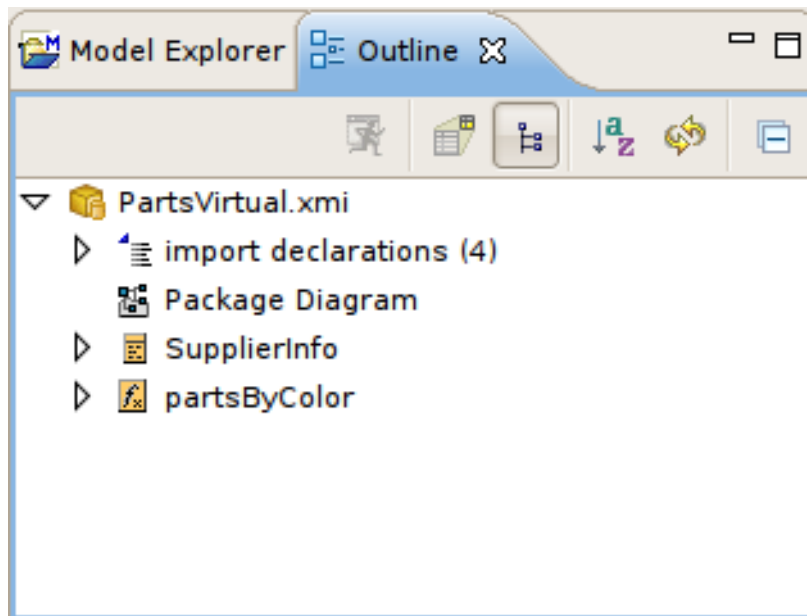 Model Explorer Outline
PartsVirtual.xmi
import declarations (4)
Package Diagram
SupplierInfo
partsByColor